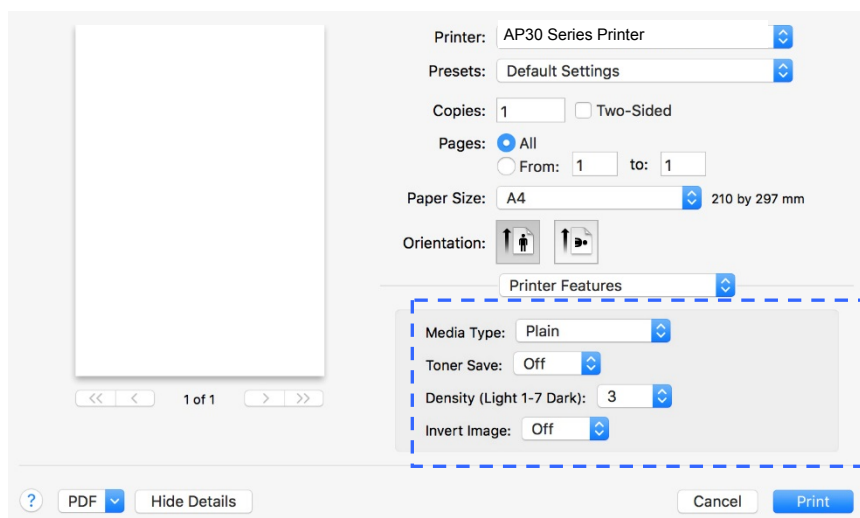 Printer: AP30 Series Printer
Presets: Default Settings
Copies: 1 Two-Sided
Pages: All
From: 1 to: 1
Paper Size: A4 210 by 297 mm
Orientation:
Printer Features
Media Type: Plain
Toner Save: Off
Density (Light 1-7 Dark): 3
Invert Image: Off
<< < 1 of 1 > >>
? PDF Hide Details Cancel Print